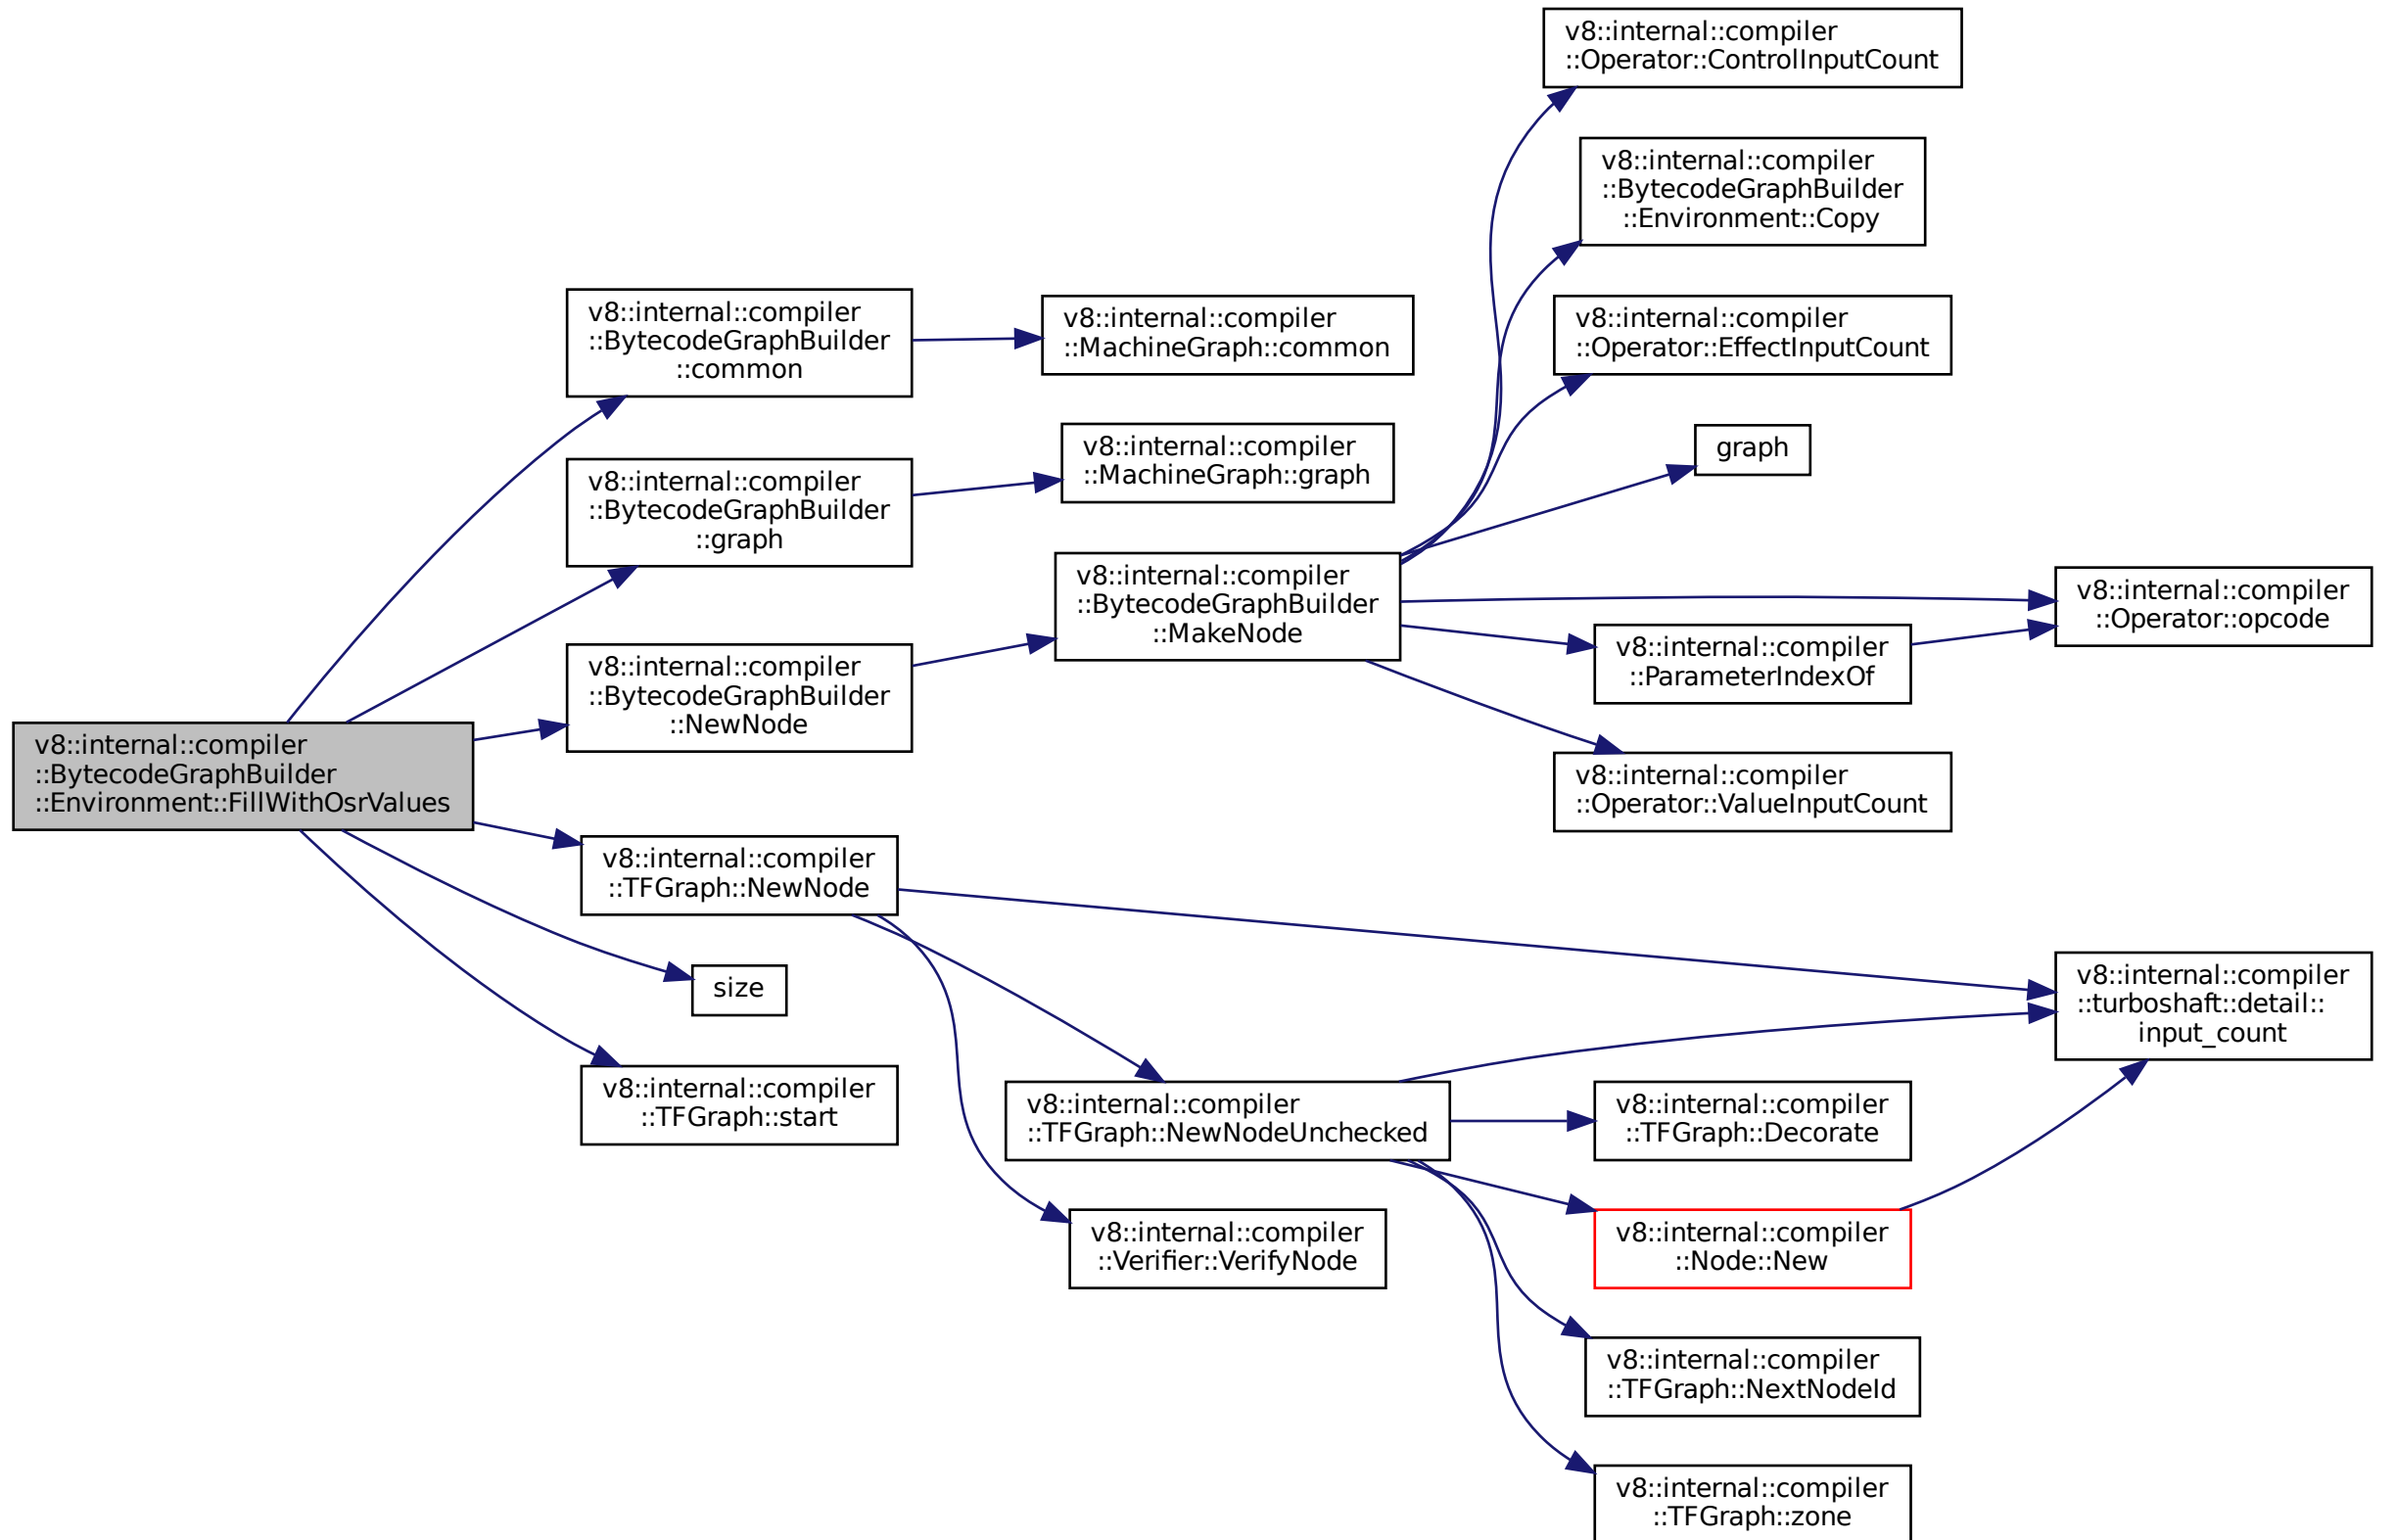 v8::internal::compiler
::Operator::ControlInputCount
v8::internal::compiler
::BytecodeGraphBuilder
::Environment::Copy
v8::internal::compiler
::BytecodeGraphBuilder
::common
v8::internal::compiler
::MachineGraph::common
v8::internal::compiler
::Operator::EffectInputCount
v8::internal::compiler
::MachineGraph::graph
graph
v8::internal::compiler
::BytecodeGraphBuilder
::graph
v8::internal::compiler
::BytecodeGraphBuilder
::MakeNode
v8::internal::compiler
::Operator::opcode
v8::internal::compiler
::ParameterIndexOf
v8::internal::compiler
::BytecodeGraphBuilder
::NewNode
v8::internal::compiler
::BytecodeGraphBuilder
::Environment::FillWithOsrValues
v8::internal::compiler
::Operator::ValueInputCount
v8::internal::compiler
::TFGraph::NewNode
size
v8::internal::compiler
::turboshaft::detail::
input_count
v8::internal::compiler
::TFGraph::start
v8::internal::compiler
::TFGraph::NewNodeUnchecked
v8::internal::compiler
::TFGraph::Decorate
v8::internal::compiler
::Verifier::VerifyNode
v8::internal::compiler
::Node::New
v8::internal::compiler
::TFGraph::NextNodeId
v8::internal::compiler
::TFGraph::zone